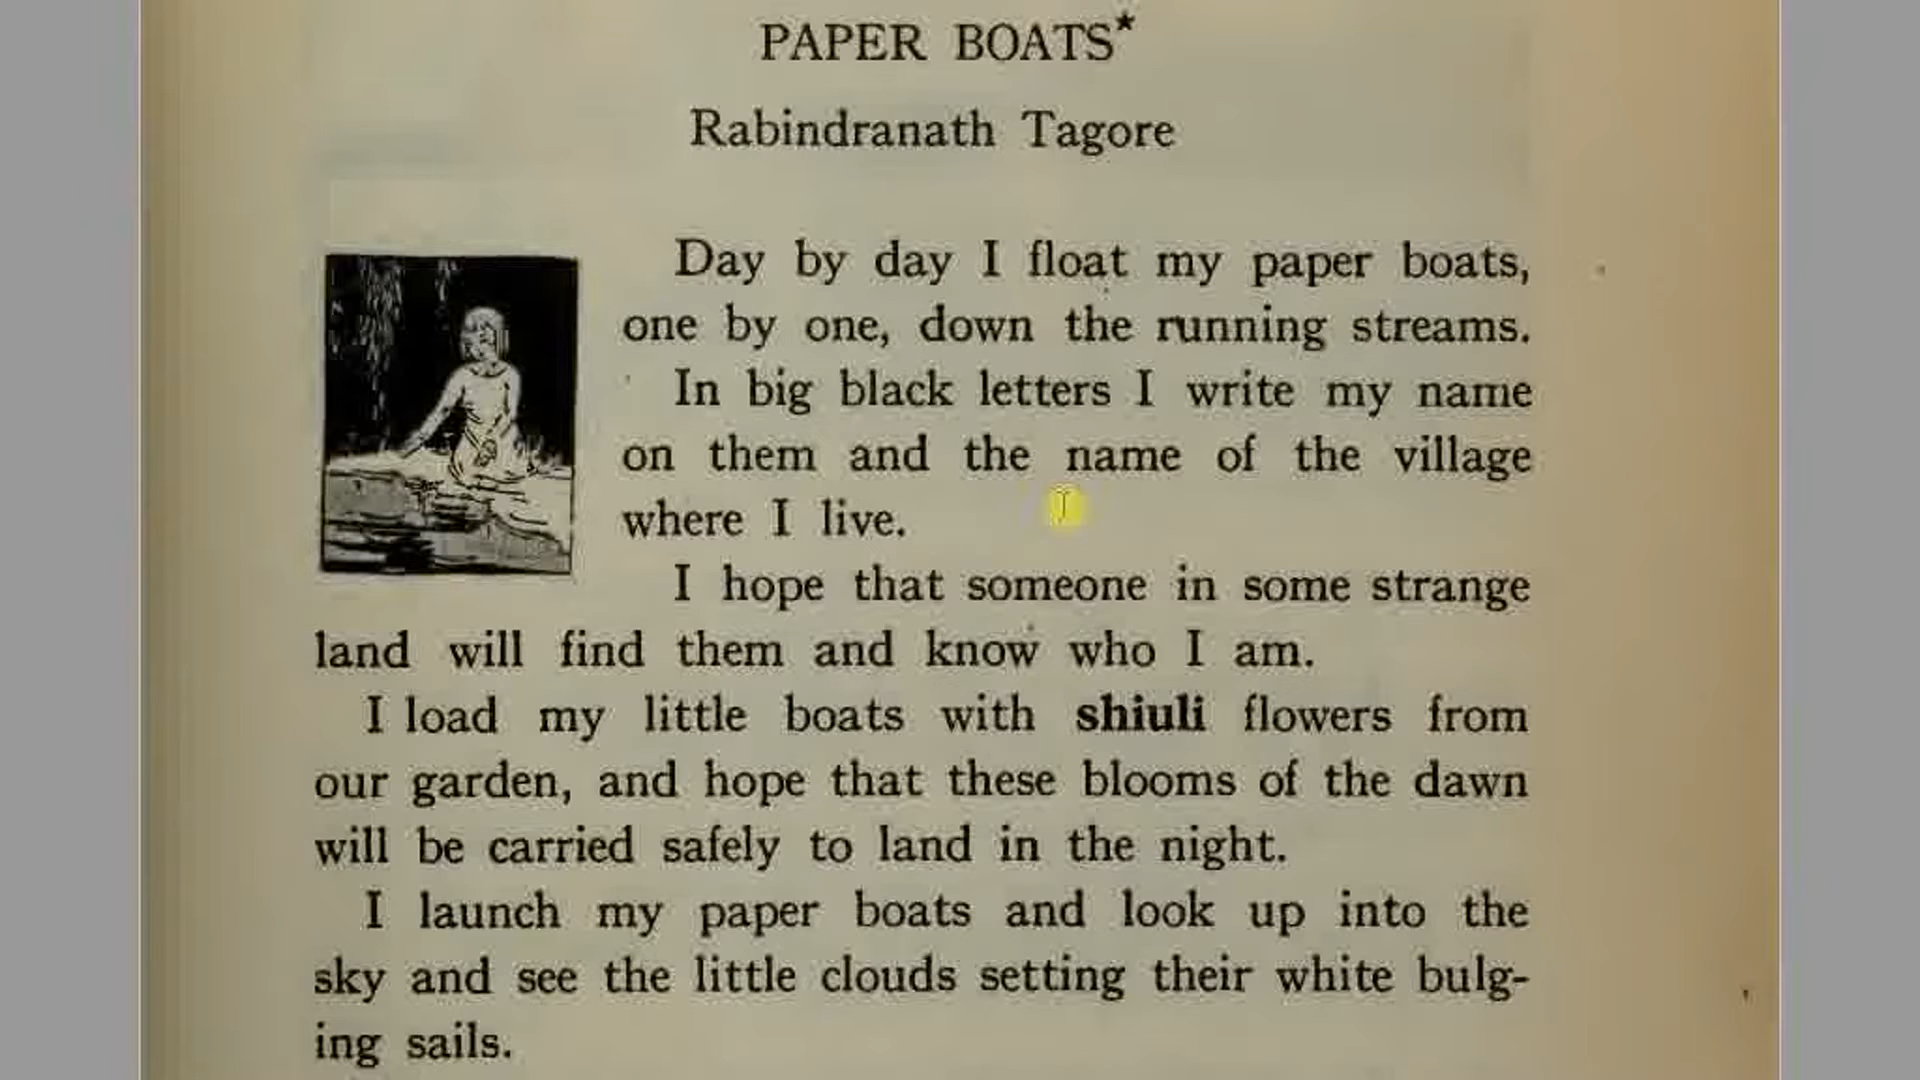 PAPER BOATS*
Rabindranath Tagore
Day by day I float my paper boats,
one by one, down the running streams.
In big black letters I write my name
on them and the name of the village
where I live.
I hope that someone in some strange
land will find them and know who I am.
I load my little boats with shiuli flowers from
our garden, and hope that these blooms of the dawn
will be carried safely to land in the night.
I launch my paper boats and look up into the
sky and see the little clouds setting their white bulg-
ing sails.